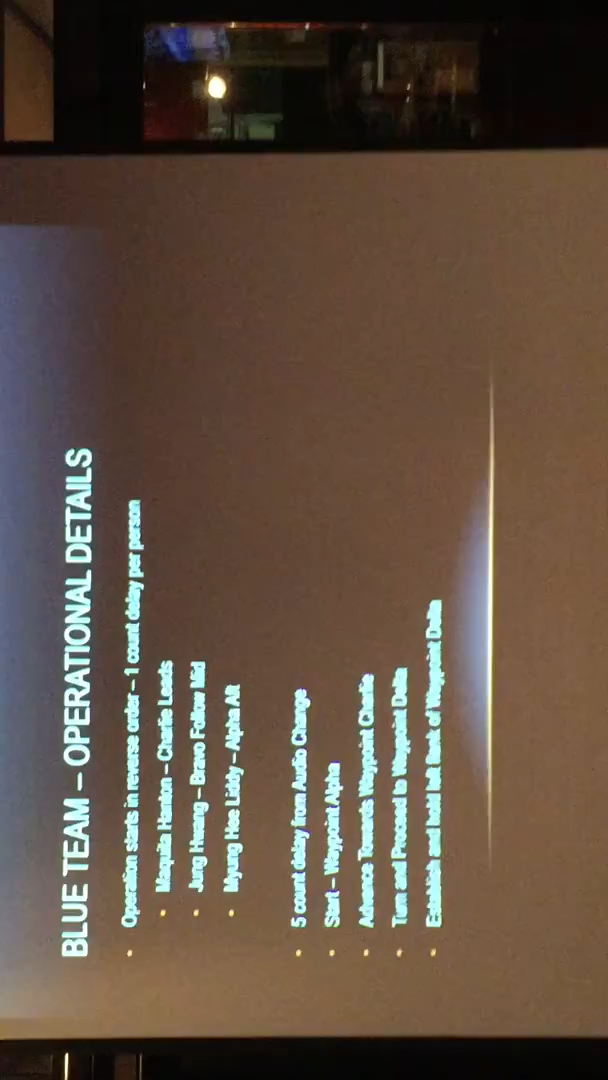 BLUE TEAM – OPERATIONAL DETAILS
Operation starts in reverse order – 1 count delay per person
Maquita Hanton – Charlie Leads
Jung Hwang – Bravo Follow Mid
Myung Hee Liddy – Alpha Aft
5 count delay from Audio Change
Start – Waypoint Alpha
Advance Towards Waypoint Charlie
Turn and Proceed to Waypoint Delta
Establish and hold left flank of Waypoint Delta